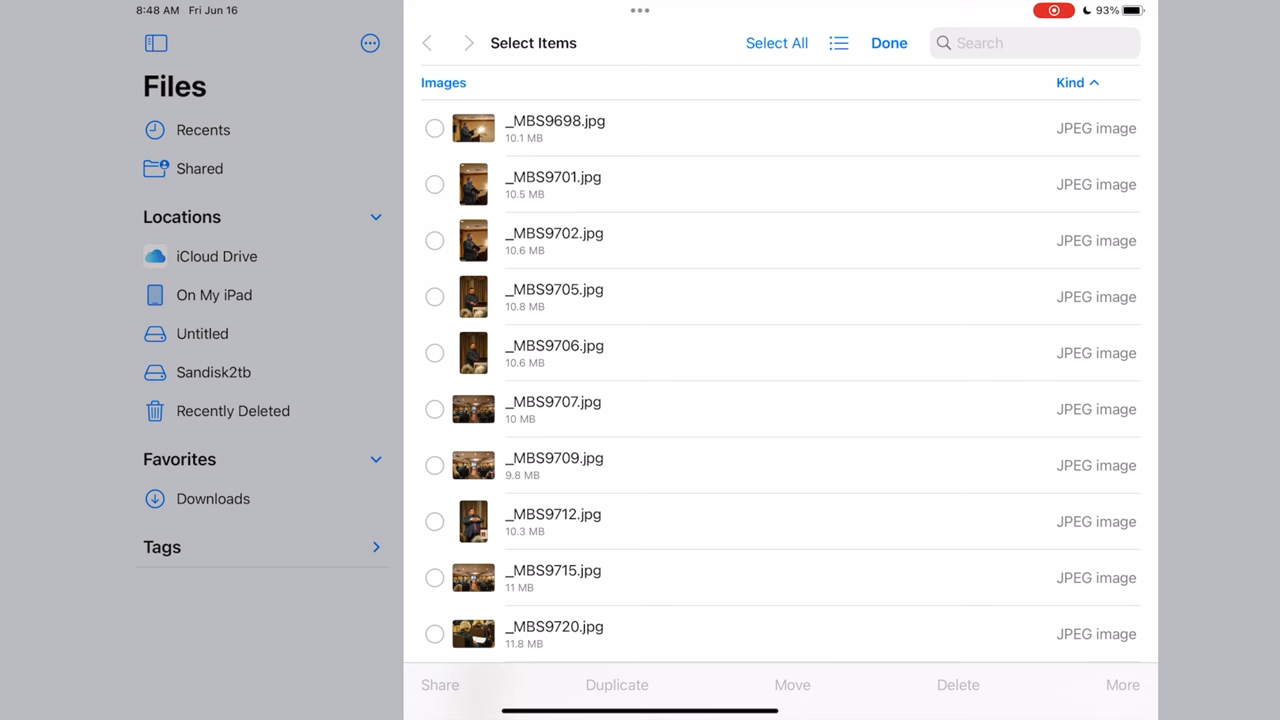 8:48 AM Fri Jun 16
93%
Files
Recents
Shared
Locations
iCloud Drive
On My iPad
Untitled
Sandisk2tb
Recently Deleted
Favorites
Downloads
Tags
Select Items
Select All
Done
Search
Images
Kind
_MBS9698.jpg
10.1 MB
JPEG image
_MBS9701.jpg
10.5 MB
JPEG image
_MBS9702.jpg
10.6 MB
JPEG image
_MBS9705.jpg
10.8 MB
JPEG image
_MBS9706.jpg
10.6 MB
JPEG image
_MBS9707.jpg
10 MB
JPEG image
_MBS9709.jpg
9.8 MB
JPEG image
_MBS9712.jpg
10.3 MB
JPEG image
_MBS9715.jpg
11 MB
JPEG image
_MBS9720.jpg
11.8 MB
JPEG image
Share
Duplicate
Move
Delete
More